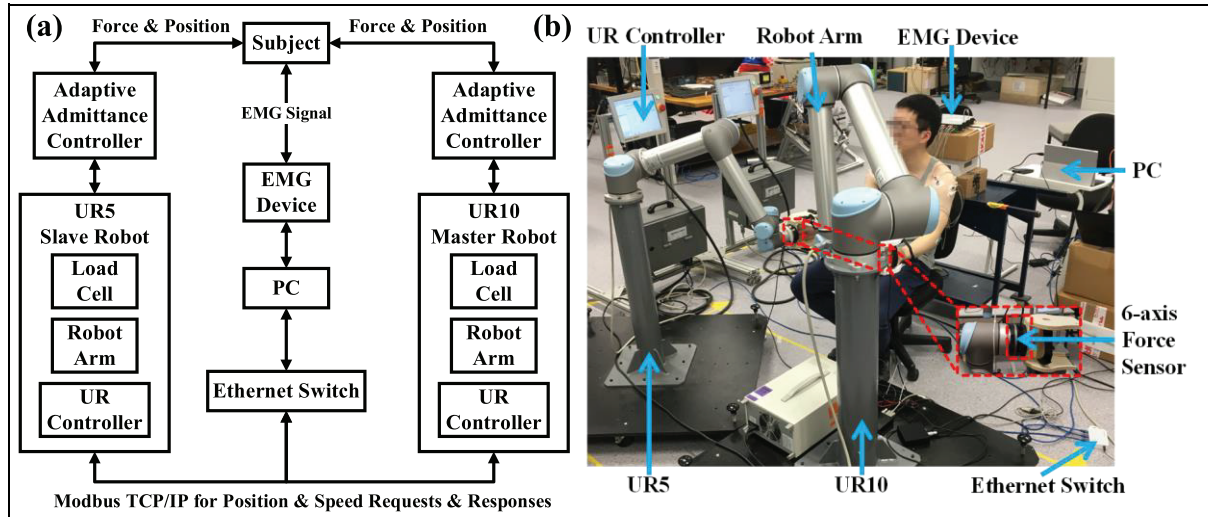 (a)
Force & Position
Force & Position
Subject
Adaptive
Admittance
Controller
EMG Signal
Adaptive
Admittance
Controller
EMG
Device
UR5
Slave Robot
Load
Cell
Robot
Arm
UR
Controller
PC
Ethernet Switch
UR10
Master Robot
Load
Cell
Robot
Arm
UR
Controller
Modbus TCP/IP for Position & Speed Requests & Responses
(b)
UR Controller
Robot Arm
EMG Device
PC
6-axis
Force
Sensor
UR5
UR10
Ethernet Switch